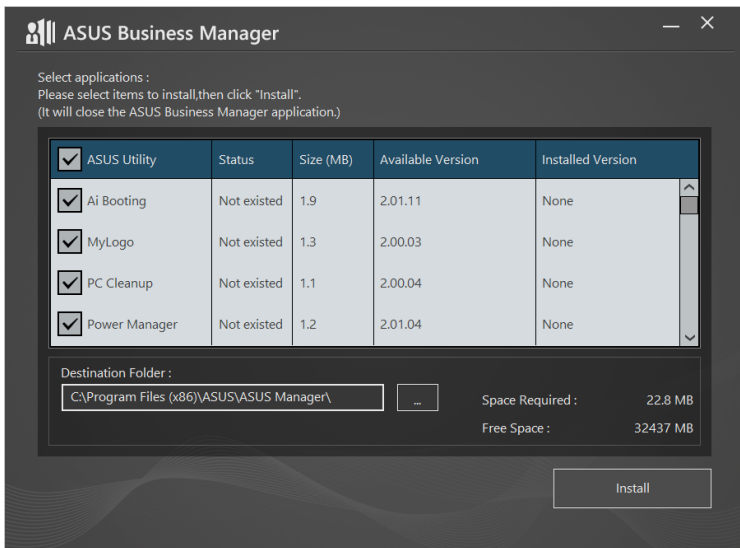 ASUS Business Manager
Select applications :
Please select items to install,then click "Install".
(It will close the ASUS Business Manager application.)
ASUS Utility Status Size (MB) Available Version Installed Version
Ai Booting Not existed 1.9 2.01.11 None
MyLogo Not existed 1.3 2.00.03 None
PC Cleanup Not existed 1.1 2.00.04 None
Power Manager Not existed 1.2 2.01.04 None
Destination Folder :
C:\Program Files (x86)\ASUS\ASUS Manager\ ...
Space Required : 22.8 MB
Free Space : 32437 MB
Install